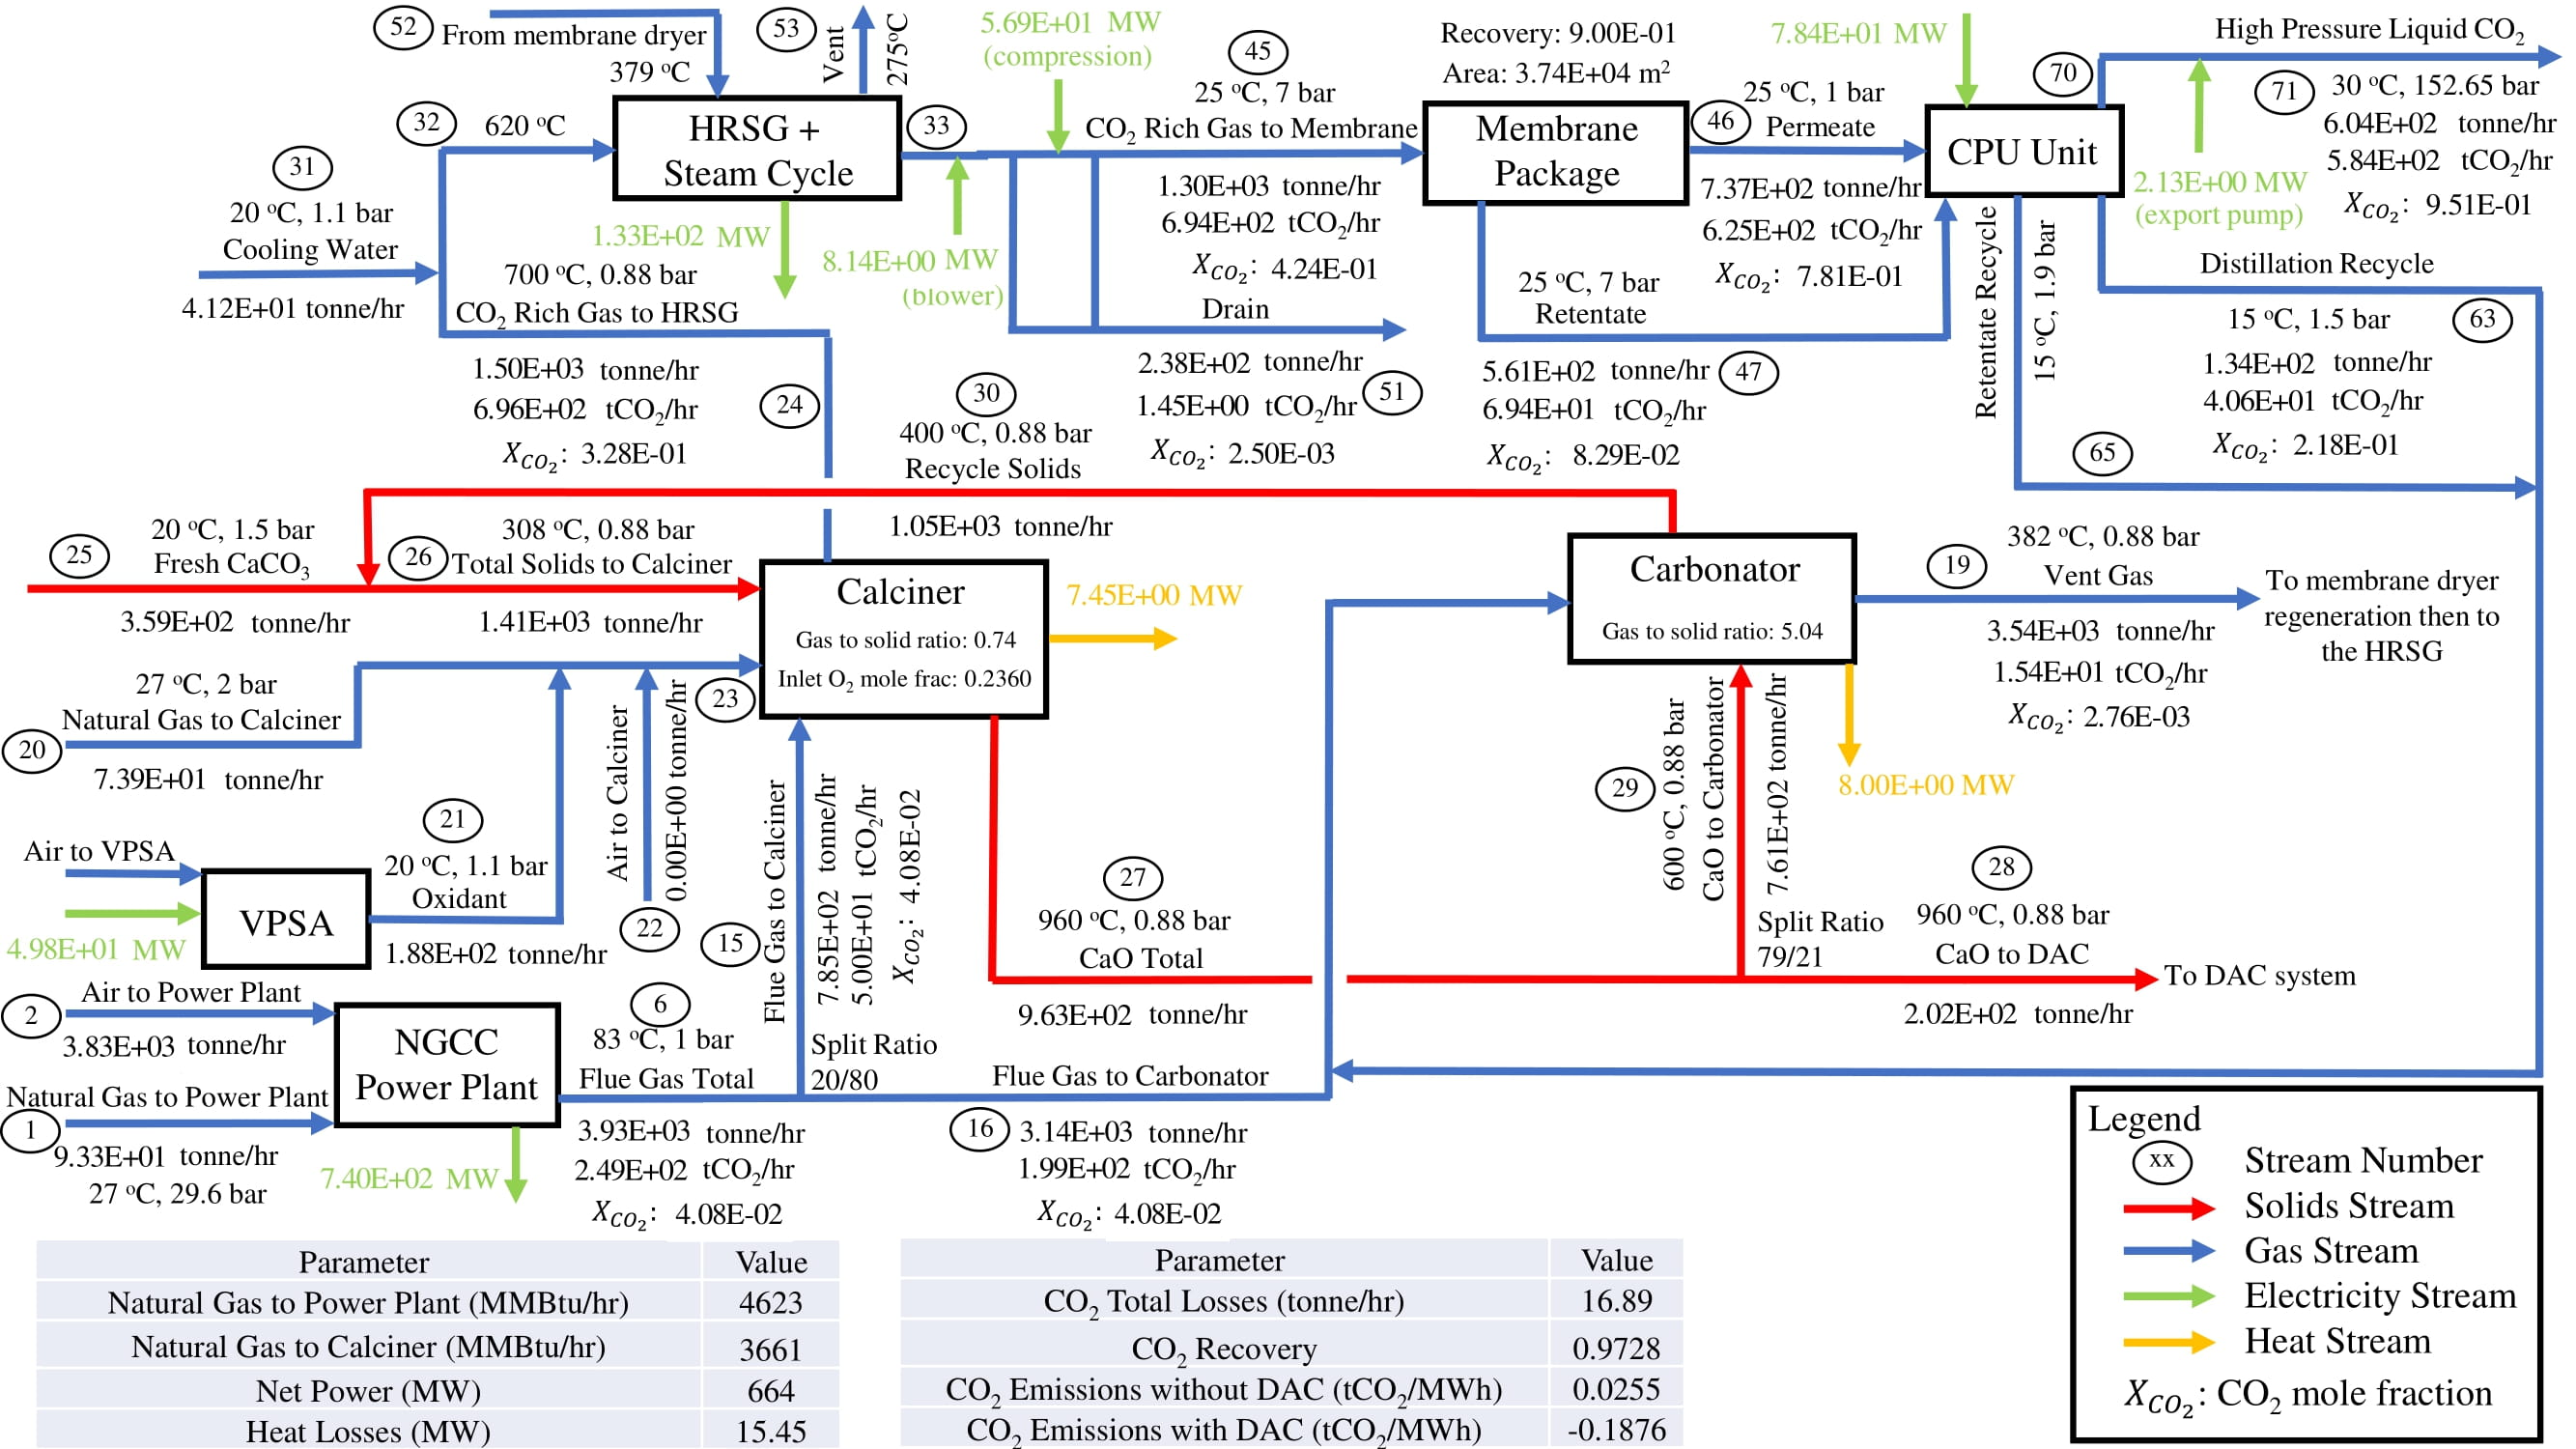 52
From membrane dryer
379 °C
53
Vent
275°C
5.69E+01 MW
(compression)
45
25 °C, 7 bar
CO₂ Rich Gas to Membrane
1.30E+03 tonne/hr
6.94E+02 tCO₂/hr
X_CO₂: 4.24E-01
Recovery: 9.00E-01
Area: 3.74E+04 m²
Membrane
Package
46
25 °C, 1 bar
Permeate
7.37E+02 tonne/hr
6.25E+02 tCO₂/hr
X_CO₂: 7.81E-01
7.84E+01 MW
CPU Unit
70
High Pressure Liquid CO₂
71
30 °C, 152.65 bar
6.04E+02 tonne/hr
5.84E+02 tCO₂/hr
X_CO₂: 9.51E-01
2.13E+00 MW
(export pump)
32
620 °C
HRSG +
Steam Cycle
33
31
20 °C, 1.1 bar
Cooling Water
4.12E+01 tonne/hr
1.33E+02 MW
8.14E+00 MW
(blower)
700 °C, 0.88 bar
CO₂ Rich Gas to HRSG
1.50E+03 tonne/hr
6.96E+02 tCO₂/hr
X_CO₂: 3.28E-01
24
Drain
2.38E+02 tonne/hr
1.45E+00 tCO₂/hr
X_CO₂: 2.50E-03
51
25 °C, 7 bar
Retentate
5.61E+02 tonne/hr
6.94E+01 tCO₂/hr
X_CO₂: 8.29E-02
47
Retentate Recycle
15 °C, 1.9 bar
65
Distillation Recycle
15 °C, 1.5 bar
63
1.34E+02 tonne/hr
4.06E+01 tCO₂/hr
X_CO₂: 2.18E-01
30
400 °C, 0.88 bar
Recycle Solids
1.05E+03 tonne/hr
25
20 °C, 1.5 bar
Fresh CaCO₃
3.59E+02 tonne/hr
26
308 °C, 0.88 bar
Total Solids to Calciner
1.41E+03 tonne/hr
Calciner
Gas to solid ratio: 0.74
Inlet O₂ mole frac: 0.2360
7.45E+00 MW
Carbonator
Gas to solid ratio: 5.04
19
382 °C, 0.88 bar
Vent Gas
3.54E+03 tonne/hr
1.54E+01 tCO₂/hr
X_CO₂: 2.76E-03
To membrane dryer
regeneration then to
the HRSG
8.00E+00 MW
27 °C, 2 bar
Natural Gas to Calciner
20
7.39E+01 tonne/hr
23
Air to Calciner
0.00E+00 tonne/hr
22
Air to VPSA
VPSA
4.98E+01 MW
21
20 °C, 1.1 bar
Oxidant
1.88E+02 tonne/hr
15
Flue Gas to Calciner
7.85E+02 tonne/hr
5.00E+01 tCO₂/hr
X_CO₂: 4.08E-02
Split Ratio
20/80
27
960 °C, 0.88 bar
CaO Total
9.63E+02 tonne/hr
29
600 °C, 0.88 bar
CaO to Carbonator
7.61E+02 tonne/hr
Split Ratio
79/21
28
960 °C, 0.88 bar
CaO to DAC
2.02E+02 tonne/hr
To DAC system
Air to Power Plant
2
3.83E+03 tonne/hr
Natural Gas to Power Plant
1
9.33E+01 tonne/hr
27 °C, 29.6 bar
NGCC
Power Plant
7.40E+02 MW
6
83 °C, 1 bar
Flue Gas Total
3.93E+03 tonne/hr
2.49E+02 tCO₂/hr
X_CO₂: 4.08E-02
Flue Gas to Carbonator
16
3.14E+03 tonne/hr
1.99E+02 tCO₂/hr
X_CO₂: 4.08E-02
Parameter Value
Natural Gas to Power Plant (MMBtu/hr) 4623
Natural Gas to Calciner (MMBtu/hr) 3661
Net Power (MW) 664
Heat Losses (MW) 15.45
Parameter Value
CO₂ Total Losses (tonne/hr) 16.89
CO₂ Recovery 0.9728
CO₂ Emissions without DAC (tCO₂/MWh) 0.0255
CO₂ Emissions with DAC (tCO₂/MWh) -0.1876
Legend
xx Stream Number
Solids Stream
Gas Stream
Electricity Stream
Heat Stream
X_CO₂: CO₂ mole fraction